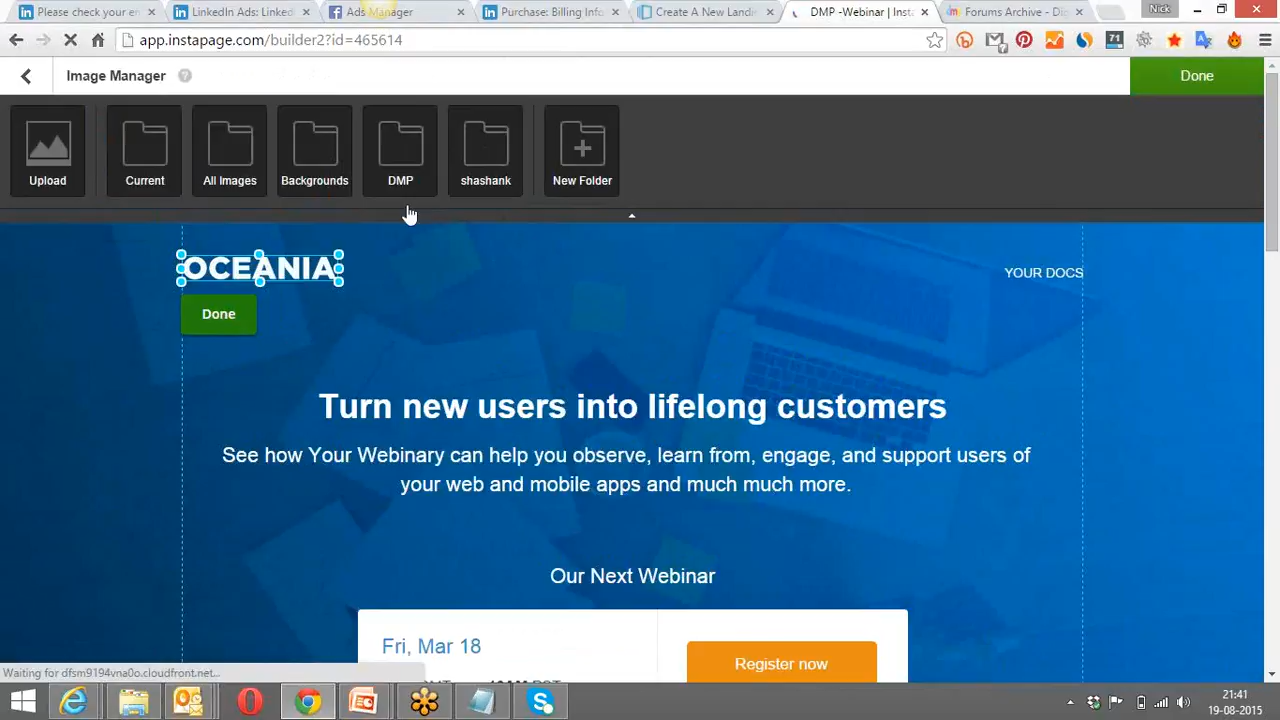 Please check your en
LinkedIn Ads: Linked
Ads Manager
Purchase: Billing Info
Create A New Landin
DMP -Webinar | Inst
Forums Archive - Dig
Nick
app.instapage.com/builder2?id=465614
71
?
Image Manager
?
Done
Upload
Current
All Images
Backgrounds
DMP
shashank
New Folder
OCEANIA
YOUR DOCS
Done
Turn new users into lifelong customers
See how Your Webinary can help you observe, learn from, engage, and support users of
your web and mobile apps and much much more.
Our Next Webinar
Fri, Mar 18
Register now
Waiting for dfsm9194vna0o.cloudfront.net...
21:41
19-08-2015